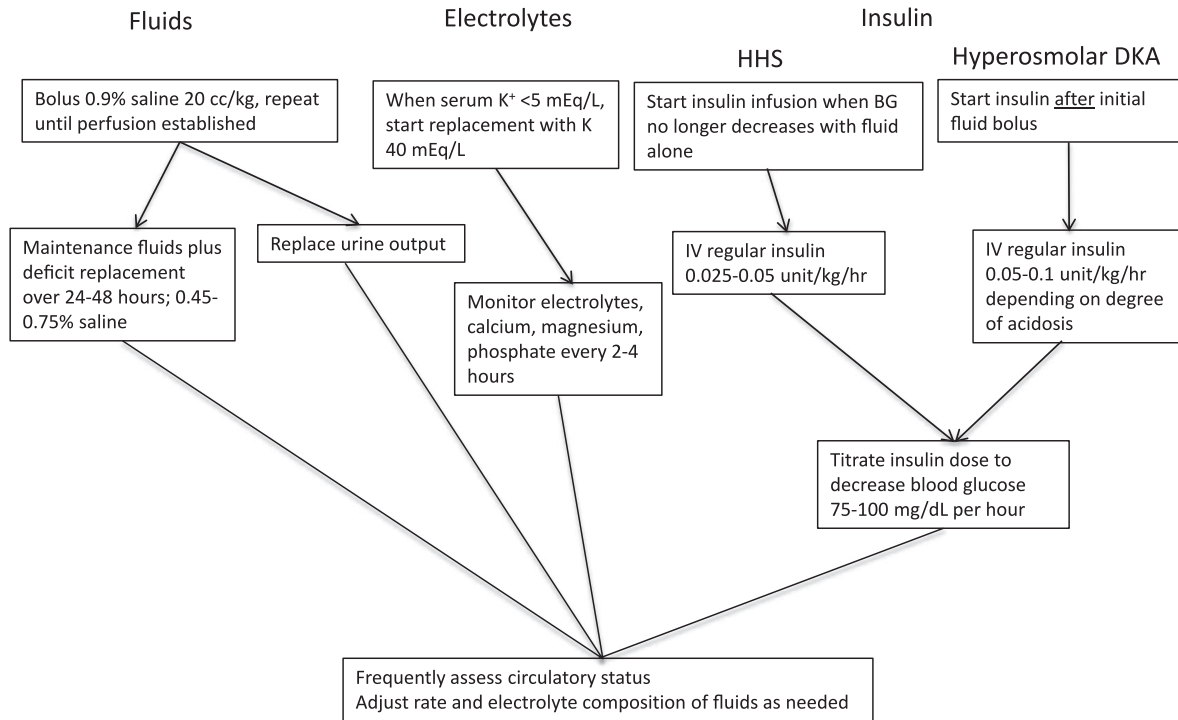 Fluids
Electrolytes
Insulin
HHS
Hyperosmolar DKA
Bolus 0.9% saline 20 cc/kg, repeat
until perfusion established
When serum K⁺ <5 mEq/L,
start replacement with K
40 mEq/L
Start insulin infusion when BG
no longer decreases with fluid
alone
Start insulin after initial
fluid bolus
Maintenance fluids plus
deficit replacement
over 24-48 hours; 0.45-
0.75% saline
Replace urine output
Monitor electrolytes,
calcium, magnesium,
phosphate every 2-4
hours
IV regular insulin
0.025-0.05 unit/kg/hr
IV regular insulin
0.05-0.1 unit/kg/hr
depending on degree
of acidosis
Titrate insulin dose to
decrease blood glucose
75-100 mg/dL per hour
Frequently assess circulatory status
Adjust rate and electrolyte composition of fluids as needed